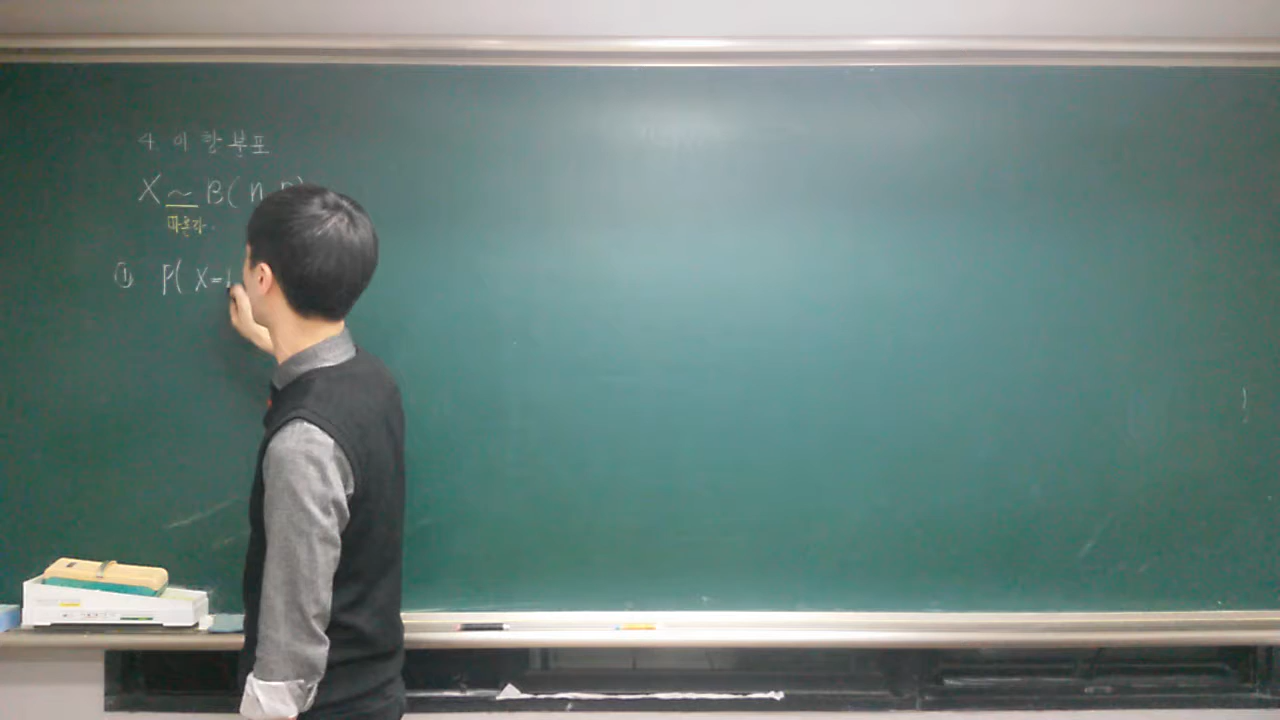 4. 이항분포
X ~ B( n, p)
따른다.
① P( X=